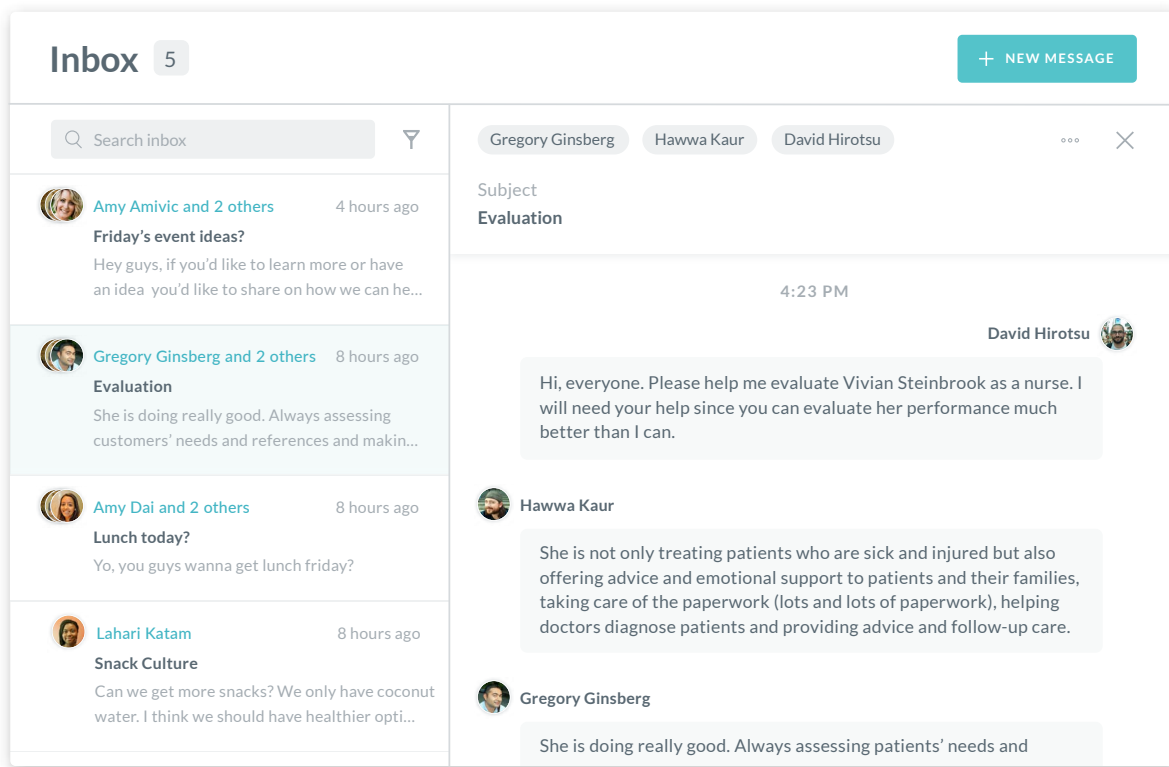 Inbox 5
+ NEW MESSAGE
Search inbox
Amy Amivic and 2 others 4 hours ago
Friday’s event ideas?
Hey guys, if you’d like to learn more or have
an idea you’d like to share on how we can he...
Gregory Ginsberg and 2 others 8 hours ago
Evaluation
She is doing really good. Always assessing
customers’ needs and references and makin...
Amy Dai and 2 others 8 hours ago
Lunch today?
Yo, you guys wanna get lunch friday?
Lahari Katam 8 hours ago
Snack Culture
Can we get more snacks? We only have coconut
water. I think we should have healthier opti...
Gregory Ginsberg Hawwa Kaur David Hirotsu
Subject
Evaluation
4:23 PM
David Hirotsu
Hi, everyone. Please help me evaluate Vivian Steinbrook as a nurse. I
will need your help since you can evaluate her performance much
better than I can.
Hawwa Kaur
She is not only treating patients who are sick and injured but also
offering advice and emotional support to patients and their families,
taking care of the paperwork (lots and lots of paperwork), helping
doctors diagnose patients and providing advice and follow-up care.
Gregory Ginsberg
She is doing really good. Always assessing patients’ needs and